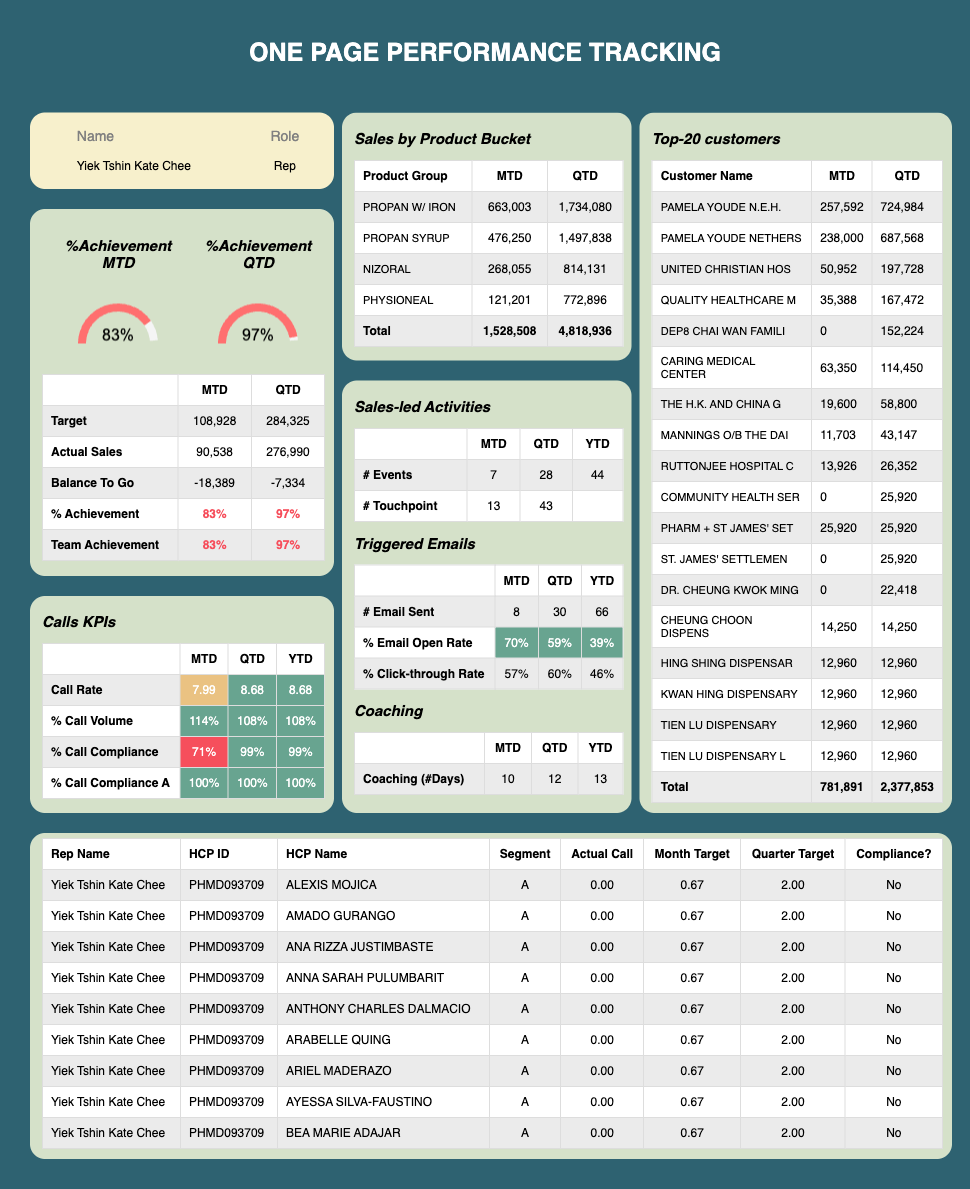 ONE PAGE PERFORMANCE TRACKING
Name Role
Yiek Tshin Kate Chee Rep
%Achievement MTD
%Achievement QTD
83% 97%
MTD QTD
Target 108,928 284,325
Actual Sales 90,538 276,990
Balance To Go -18,389 -7,334
% Achievement 83% 97%
Team Achievement 83% 97%
Calls KPIs
MTD QTD YTD
Call Rate 7.99 8.68 8.68
% Call Volume 114% 108% 108%
% Call Compliance 71% 99% 99%
% Call Compliance A 100% 100% 100%
Sales by Product Bucket
Product Group MTD QTD
PROPAN W/ IRON 663,003 1,734,080
PROPAN SYRUP 476,250 1,497,838
NIZORAL 268,055 814,131
PHYSIONEAL 121,201 772,896
Total 1,528,508 4,818,936
Sales-led Activities
MTD QTD YTD
# Events 7 28 44
# Touchpoint 13 43
Triggered Emails
MTD QTD YTD
# Email Sent 8 30 66
% Email Open Rate 70% 59% 39%
% Click-through Rate 57% 60% 46%
Coaching
MTD QTD YTD
Coaching (#Days) 10 12 13
Top-20 customers
Customer Name MTD QTD
PAMELA YOUDE N.E.H. 257,592 724,984
PAMELA YOUDE NETHERS 238,000 687,568
UNITED CHRISTIAN HOS 50,952 197,728
QUALITY HEALTHCARE M 35,388 167,472
DEP8 CHAI WAN FAMILI 0 152,224
CARING MEDICAL
CENTER 63,350 114,450
THE H.K. AND CHINA G 19,600 58,800
MANNINGS O/B THE DAI 11,703 43,147
RUTTONJEE HOSPITAL C 13,926 26,352
COMMUNITY HEALTH SER 0 25,920
PHARM + ST JAMES' SET 25,920 25,920
ST. JAMES' SETTLEMEN 0 25,920
DR. CHEUNG KWOK MING 0 22,418
CHEUNG CHOON
DISPENS 14,250 14,250
HING SHING DISPENSAR 12,960 12,960
KWAN HING DISPENSARY 12,960 12,960
TIEN LU DISPENSARY 12,960 12,960
TIEN LU DISPENSARY L 12,960 12,960
Total 781,891 2,377,853
Rep Name HCP ID HCP Name Segment Actual Call Month Target Quarter Target Compliance?
Yiek Tshin Kate Chee PHMD093709 ALEXIS MOJICA A 0.00 0.67 2.00 No
Yiek Tshin Kate Chee PHMD093709 AMADO GURANGO A 0.00 0.67 2.00 No
Yiek Tshin Kate Chee PHMD093709 ANA RIZZA JUSTIMBASTE A 0.00 0.67 2.00 No
Yiek Tshin Kate Chee PHMD093709 ANNA SARAH PULUMBARIT A 0.00 0.67 2.00 No
Yiek Tshin Kate Chee PHMD093709 ANTHONY CHARLES DALMACIO A 0.00 0.67 2.00 No
Yiek Tshin Kate Chee PHMD093709 ARABELLE QUING A 0.00 0.67 2.00 No
Yiek Tshin Kate Chee PHMD093709 ARIEL MADERAZO A 0.00 0.67 2.00 No
Yiek Tshin Kate Chee PHMD093709 AYESSA SILVA-FAUSTINO A 0.00 0.67 2.00 No
Yiek Tshin Kate Chee PHMD093709 BEA MARIE ADAJAR A 0.00 0.67 2.00 No